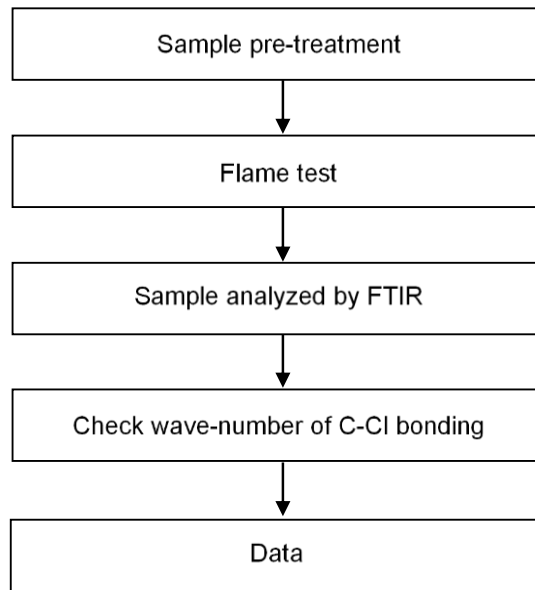 Sample pre-treatment
Flame test
Sample analyzed by FTIR
Check wave-number of C-Cl bonding
Data